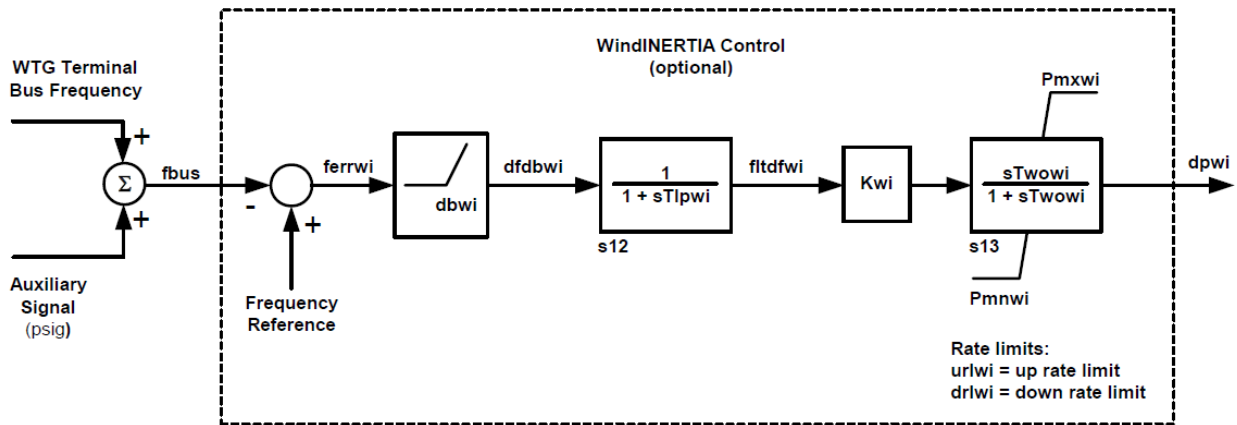 WindINERTIA Control
(optional)
WTG Terminal
Bus Frequency
+
Σ
+
fbus
-
+
ferrwi
dbwi
dfdbwi
1
1 + sTlpwi
s12
fltdfwi
Kwi
Pmxwi
sTwowi
1 + sTwowi
s13
Pmnwi
dpwi
Auxiliary
Signal
(psig)
Frequency
Reference
Rate limits:
urlwi = up rate limit
drlwi = down rate limit